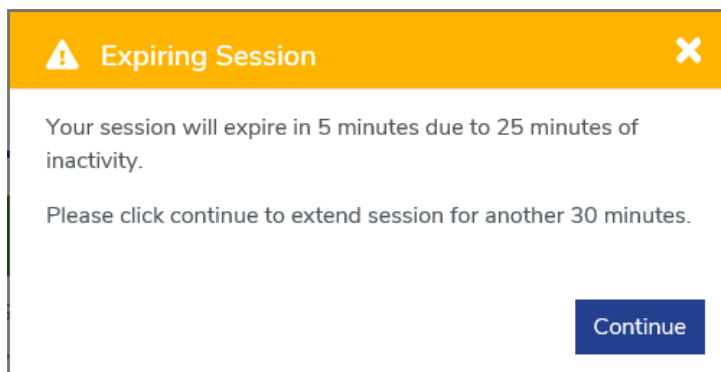 Expiring Session
Your session will expire in 5 minutes due to 25 minutes of
inactivity.
Please click continue to extend session for another 30 minutes.
Continue